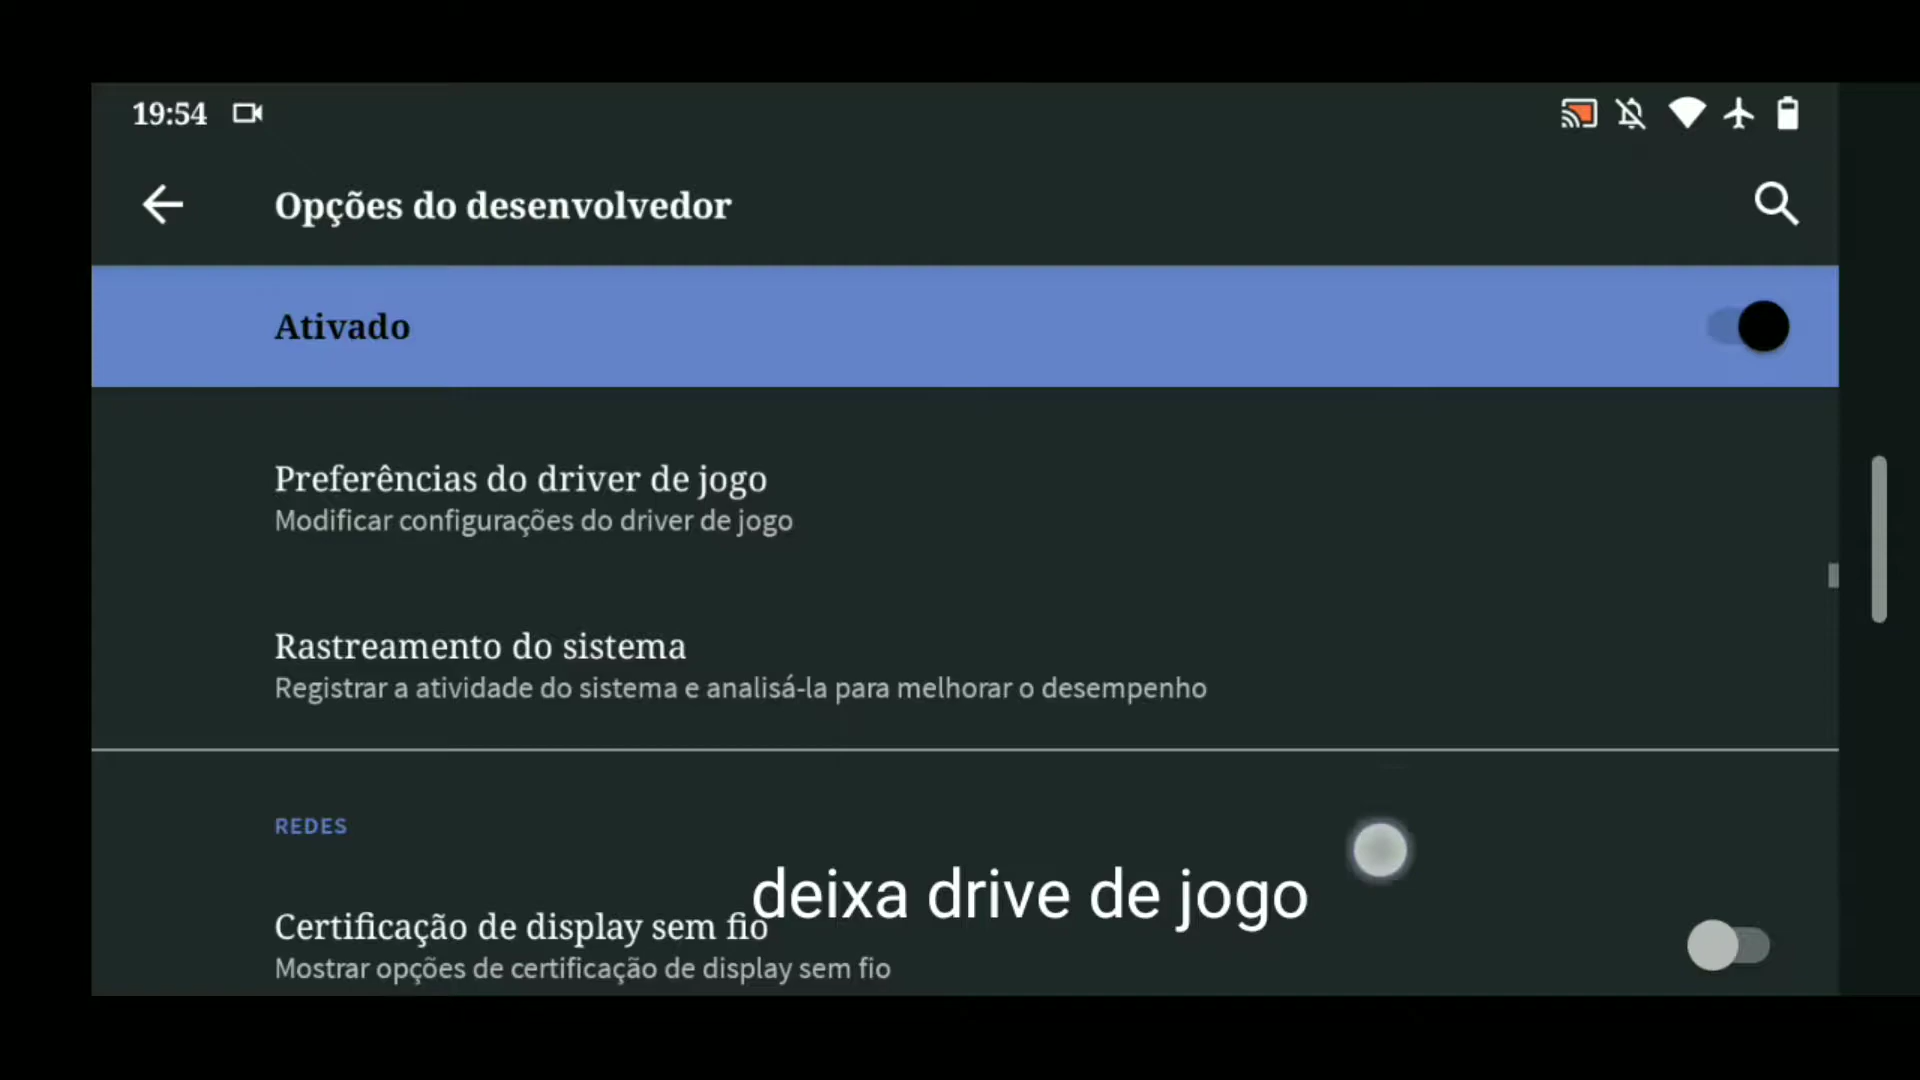 19:54
Opções do desenvolvedor
Ativado
Preferências do driver de jogo
Modificar configurações do driver de jogo
Rastreamento do sistema
Registrar a atividade do sistema e analisá-la para melhorar o desempenho
REDES
deixa drive de jogo
Certificação de display sem fio
Mostrar opções de certificação de display sem fio